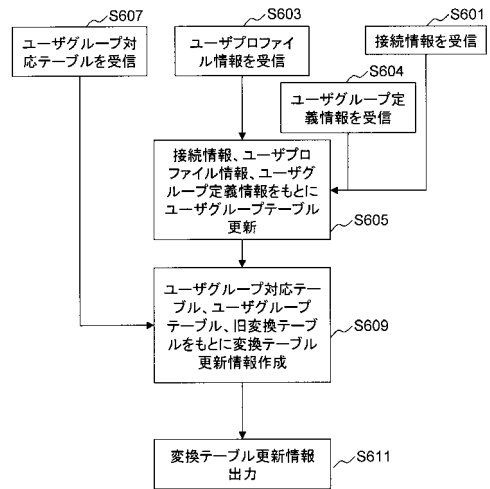 S607
ユーザグループ対
応テーブルを受信
S603
ユーザプロファイ
ル情報を受信
S601
接続情報を受信
S604
ユーザグループ定
義情報を受信
接続情報、ユーザプロ
ファイル情報、ユーザグ
ループ定義情報をもとに
ユーザグループテーブル
更新
S605
ユーザグループ対応テー
ブル、ユーザグループ
テーブル、旧変換テーブ
ルをもとに変換テーブル
更新情報作成
S609
変換テーブル更新情報
出力
S611